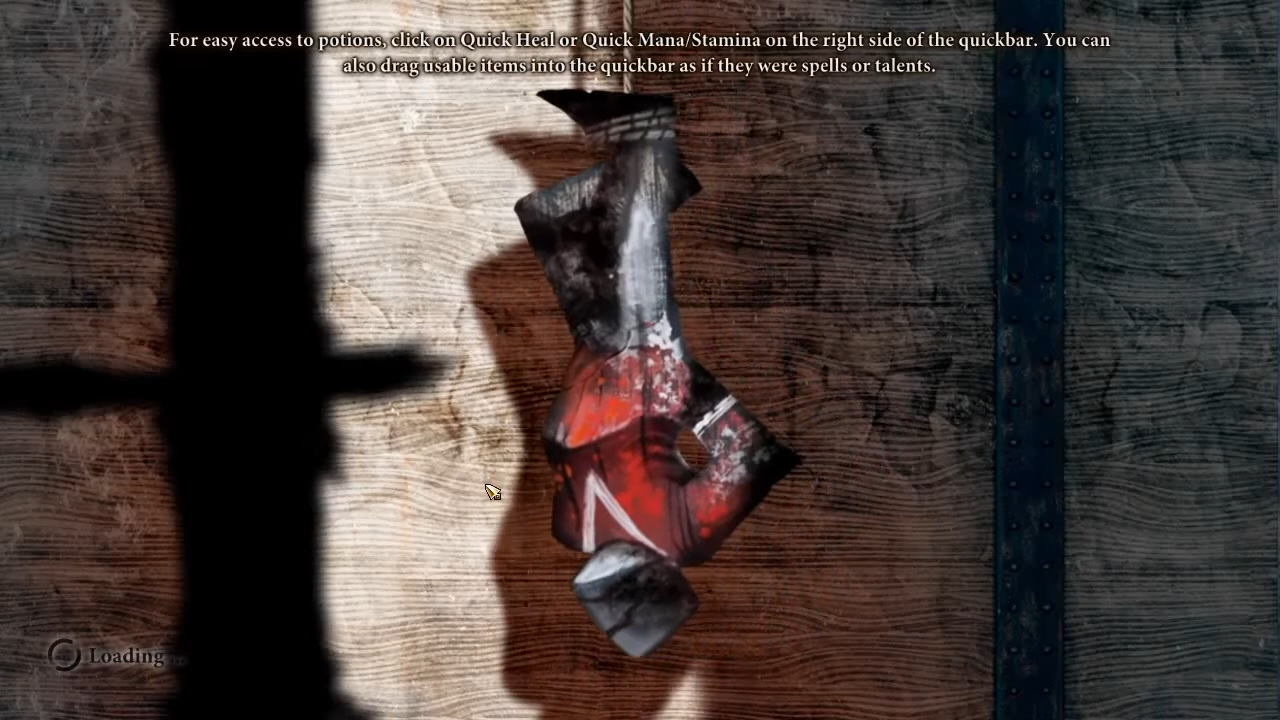 For easy access to potions, click on Quick Heal or Quick Mana/Stamina on the right side of the quickbar. You can
also drag usable items into the quickbar as if they were spells or talents.
Loading...